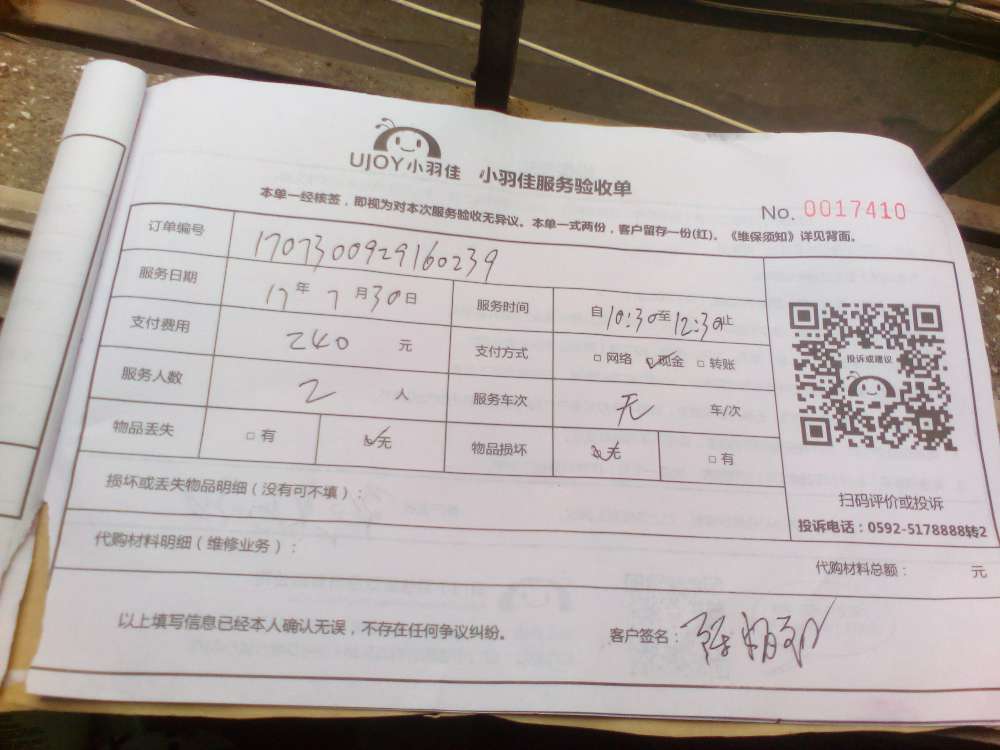 UJOY小羽佳 小羽佳服务验收单
No. 0017410
本单一经核签，即视为对本次服务验收无异议。本单一式两份，客户留存一份(红)。《维保须知》详见背面。
订单编号 1707300929160239
服务日期 17年 7月30日 服务时间 自10:30至12:30止
支付费用 240 元 支付方式 □网络 ☑现金 □转账
服务人数 2 人 服务车次 无 车/次
物品丢失 □有 ☑无 物品损坏 ☑无 □有
投诉或建议
扫码评价或投诉
投诉电话：0592-5178888转2
损坏或丢失物品明细（没有可不填）：
代购材料明细（维修业务）： 代购材料总额： 元
以上填写信息已经本人确认无误，不存在任何争议纠纷。 客户签名：